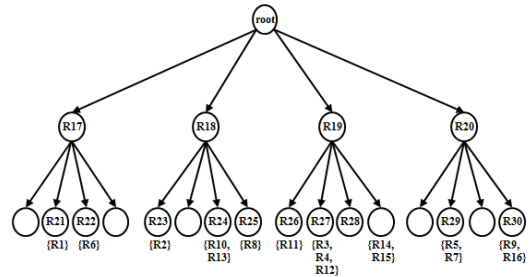 root
R17 R18 R19 R20
R21 R22 R23 R24 R25 R26 R27 R28 R29 R30
{R1} {R6} {R2} {R10, {R8} {R11} {R3, {R14, {R5, {R9,
R13} R4, R15} R7} R16}
R12}